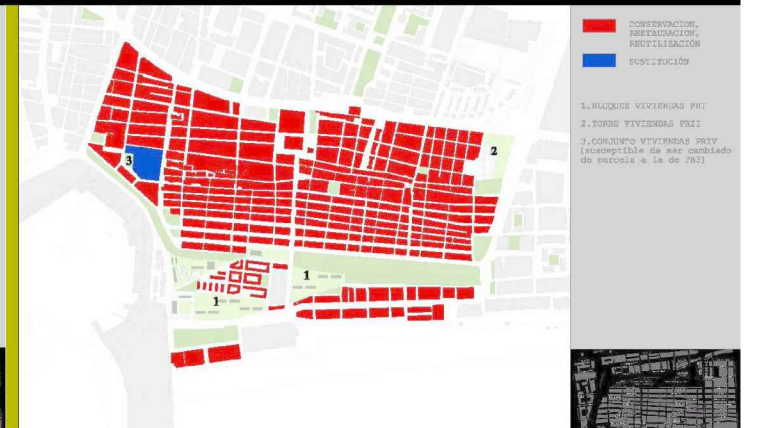 CONSERVACION,
RESTAURACION,
REUTILIZACIÓN
SUSTITUCIÓN
1.BLOQUES VIVIENDAS PRI
2.TORRE VIVIENDAS PRII
3.CONJUNTO VIVIENDAS PRIV
(susceptible de ser cambiado
de parcela a la de PR3)
2
3
1
1